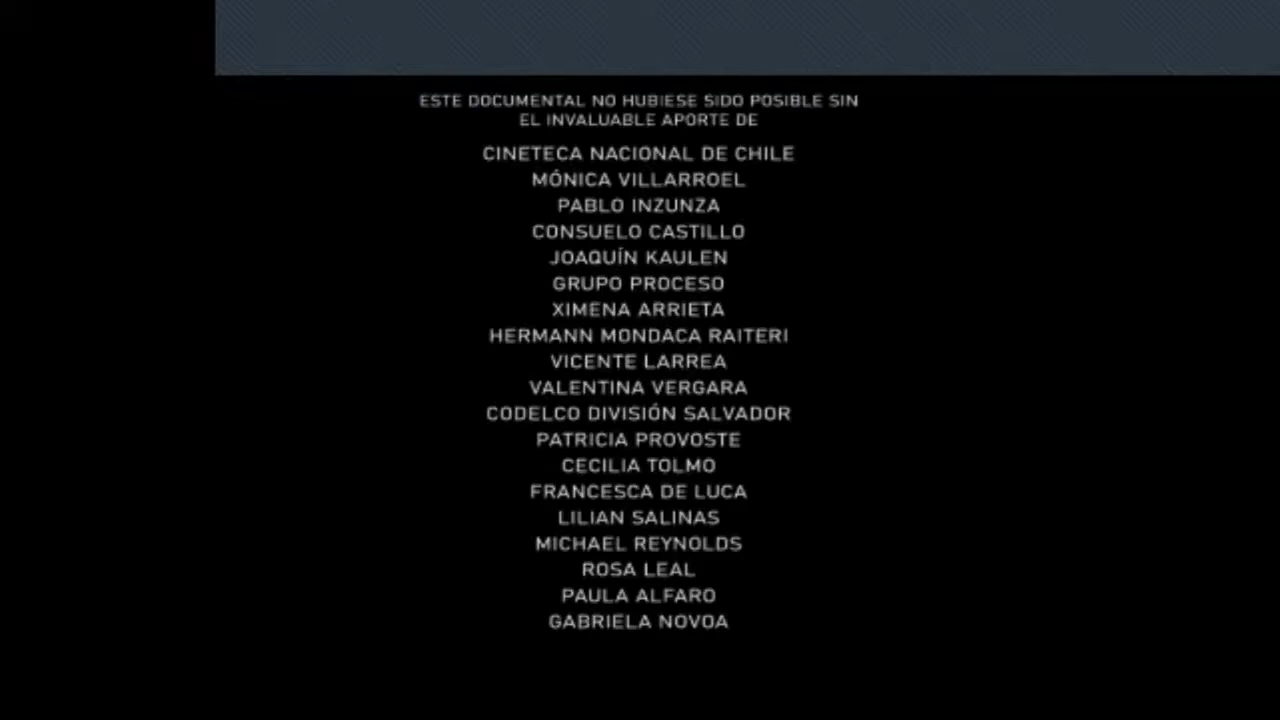 ESTE DOCUMENTAL NO HUBIESE SIDO POSIBLE SIN
EL INVALUABLE APORTE DE
CINETECA NACIONAL DE CHILE
MÓNICA VILLARROEL
PABLO INZUNZA
CONSUELO CASTILLO
JOAQUÍN KAULEN
GRUPO PROCESO
XIMENA ARRIETA
HERMANN MONDACA RAITERI
VICENTE LARREA
VALENTINA VERGARA
CODELCO DIVISIÓN SALVADOR
PATRICIA PROVOSTE
CECILIA TOLMO
FRANCESCA DE LUCA
LILIAN SALINAS
MICHAEL REYNOLDS
ROSA LEAL
PAULA ALFARO
GABRIELA NOVOA